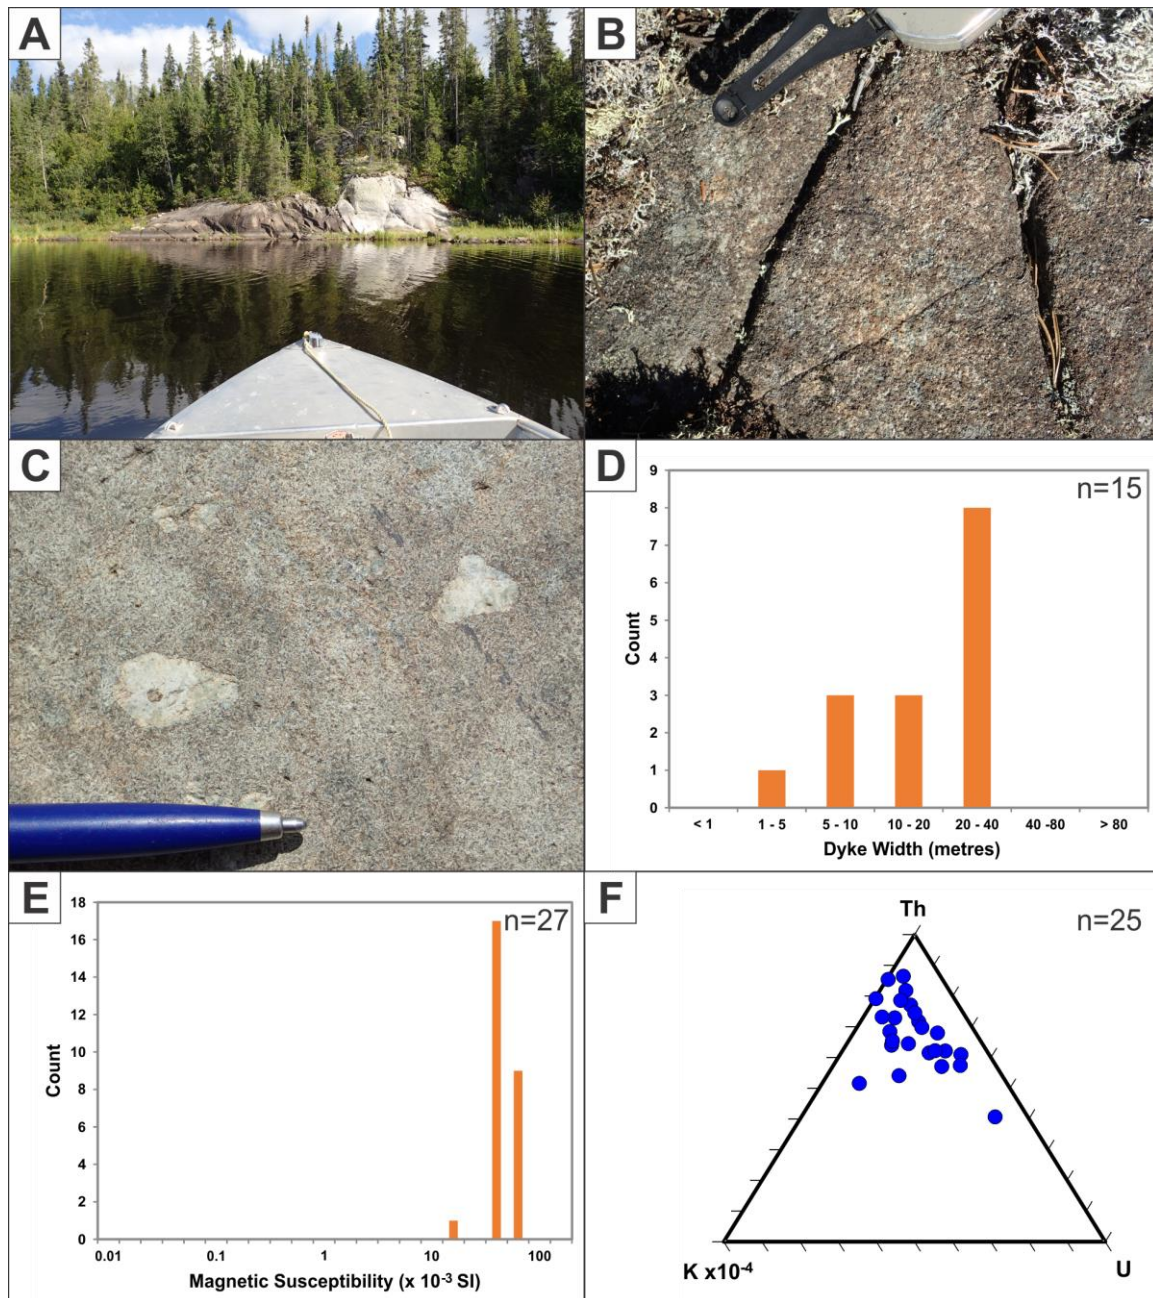 A
B
C
D
n=15
9
8
7
6
5
4
3
2
1
0
Count
< 1
1 - 5
5 - 10
10 - 20
20 - 40
40 -80
> 80
Dyke Width (metres)
E
n=27
18
16
14
12
10
8
6
4
2
0
Count
0.01
0.1
1
10
100
Magnetic Susceptibility (x 10⁻³ SI)
F
n=25
Th
K x10⁻⁴
U